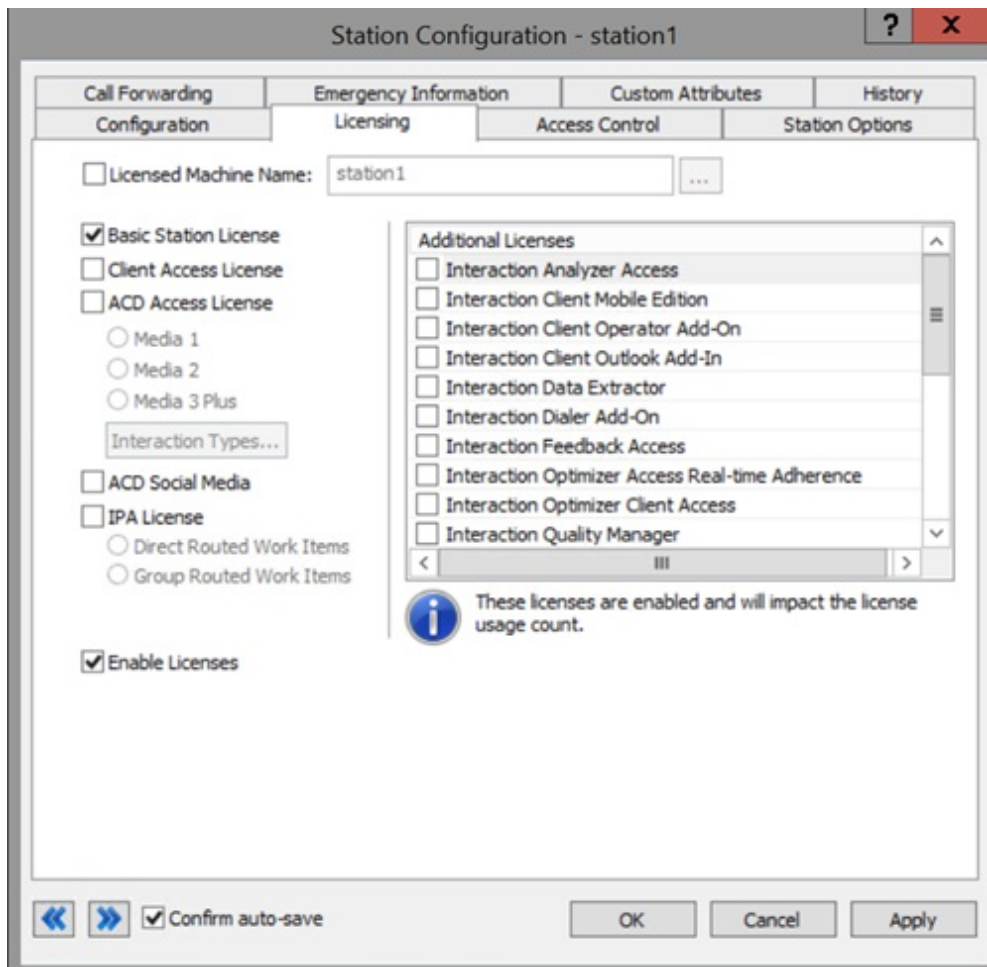 Station Configuration - station1
? X
Call Forwarding Emergency Information Custom Attributes History
Configuration Licensing Access Control Station Options
Licensed Machine Name: station1 ...
Basic Station License
Client Access License
ACD Access License
Media 1
Media 2
Media 3 Plus
Interaction Types...
ACD Social Media
IPA License
Direct Routed Work Items
Group Routed Work Items
Enable Licenses
Additional Licenses
Interaction Analyzer Access
Interaction Client Mobile Edition
Interaction Client Operator Add-On
Interaction Client Outlook Add-In
Interaction Data Extractor
Interaction Dialer Add-On
Interaction Feedback Access
Interaction Optimizer Access Real-time Adherence
Interaction Optimizer Client Access
Interaction Quality Manager
These licenses are enabled and will impact the license
usage count.
Confirm auto-save
OK Cancel Apply